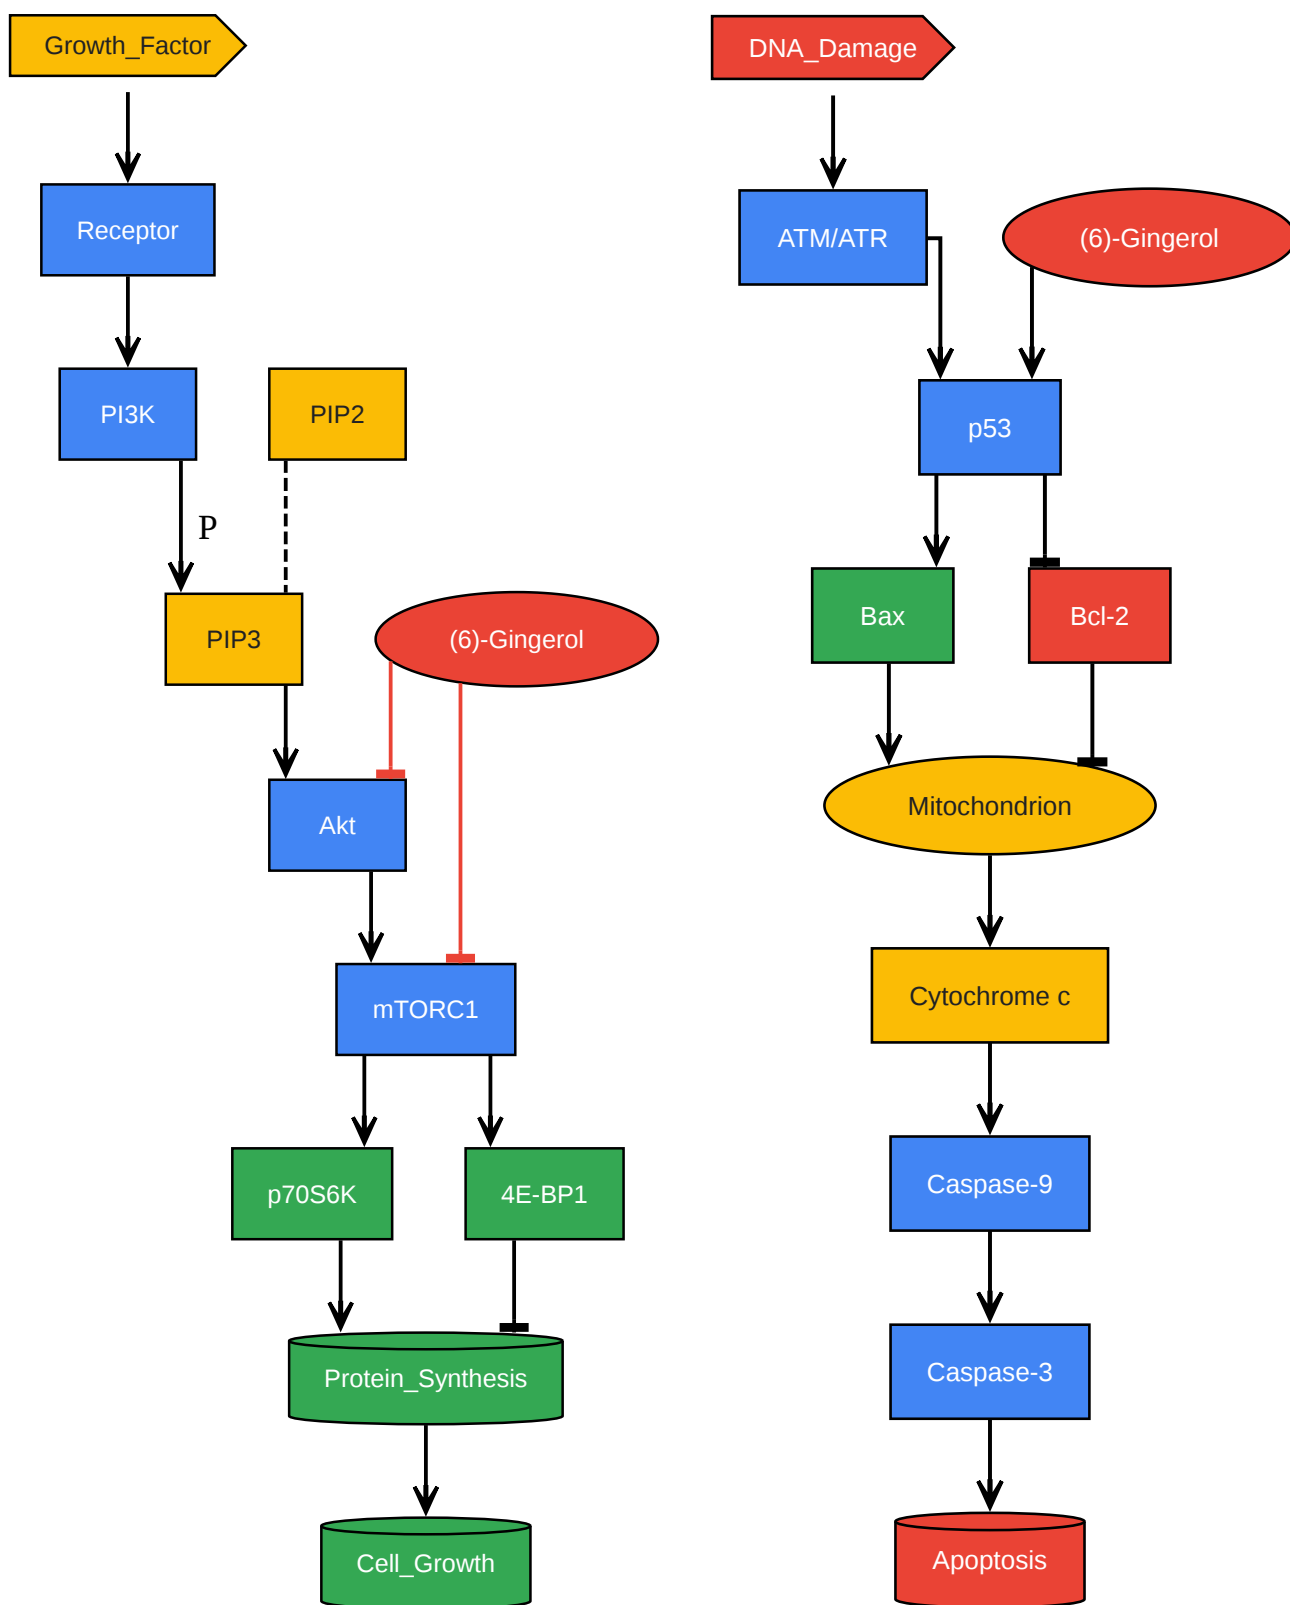 Growth_Factor
Receptor
PI3K
PIP2
P
PIP3
(6)-Gingerol
Akt
mTORC1
p70S6K
4E-BP1
Protein_Synthesis
Cell_Growth
DNA_Damage
ATM/ATR
(6)-Gingerol
p53
Bax
Bcl-2
Mitochondrion
Cytochrome c
Caspase-9
Caspase-3
Apoptosis